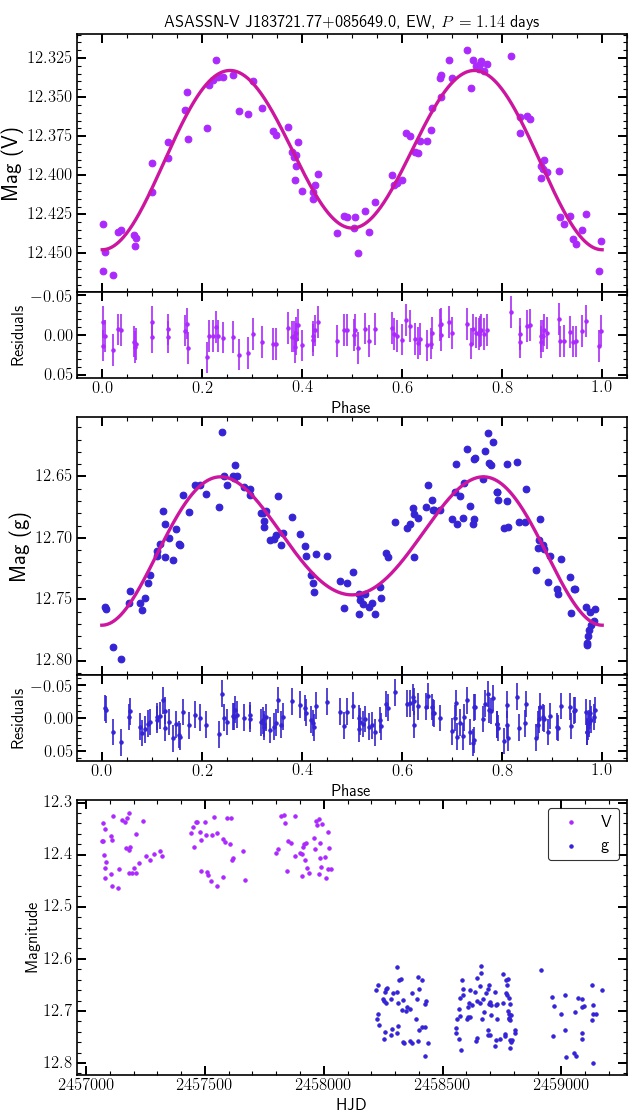 ASASSN-V J183721.77+085649.0, EW, P = 1.14 days
12.325
12.350
12.375
12.400
12.425
12.450
Mag (V)
−0.05
0.00
0.05
Residuals
0.0 0.2 0.4 0.6 0.8 1.0
Phase
12.65
12.70
12.75
12.80
Mag (g)
−0.05
0.00
0.05
Residuals
0.0 0.2 0.4 0.6 0.8 1.0
Phase
12.3
12.4
12.5
12.6
12.7
12.8
Magnitude
V
g
2457000 2457500 2458000 2458500 2459000
HJD